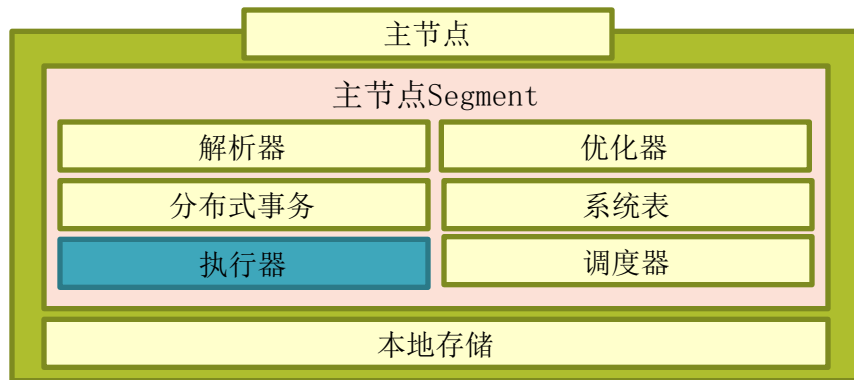 主节点
主节点Segment
解析器
优化器
分布式事务
系统表
执行器
调度器
本地存储